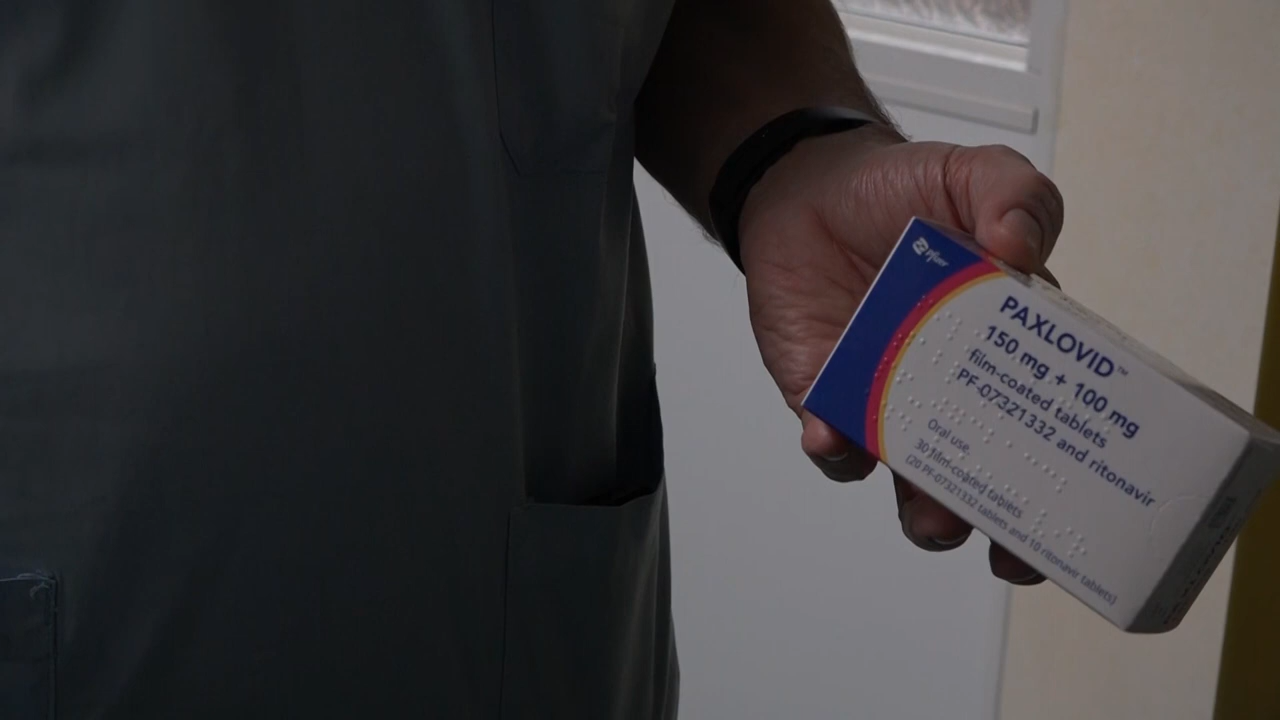 Pfizer
PAXLOVID™
150 mg + 100 mg
film-coated tablets
PF-07321332 and ritonavir
Oral use.
30 film-coated tablets
(20 PF-07321332 tablets and 10 ritonavir tablets)